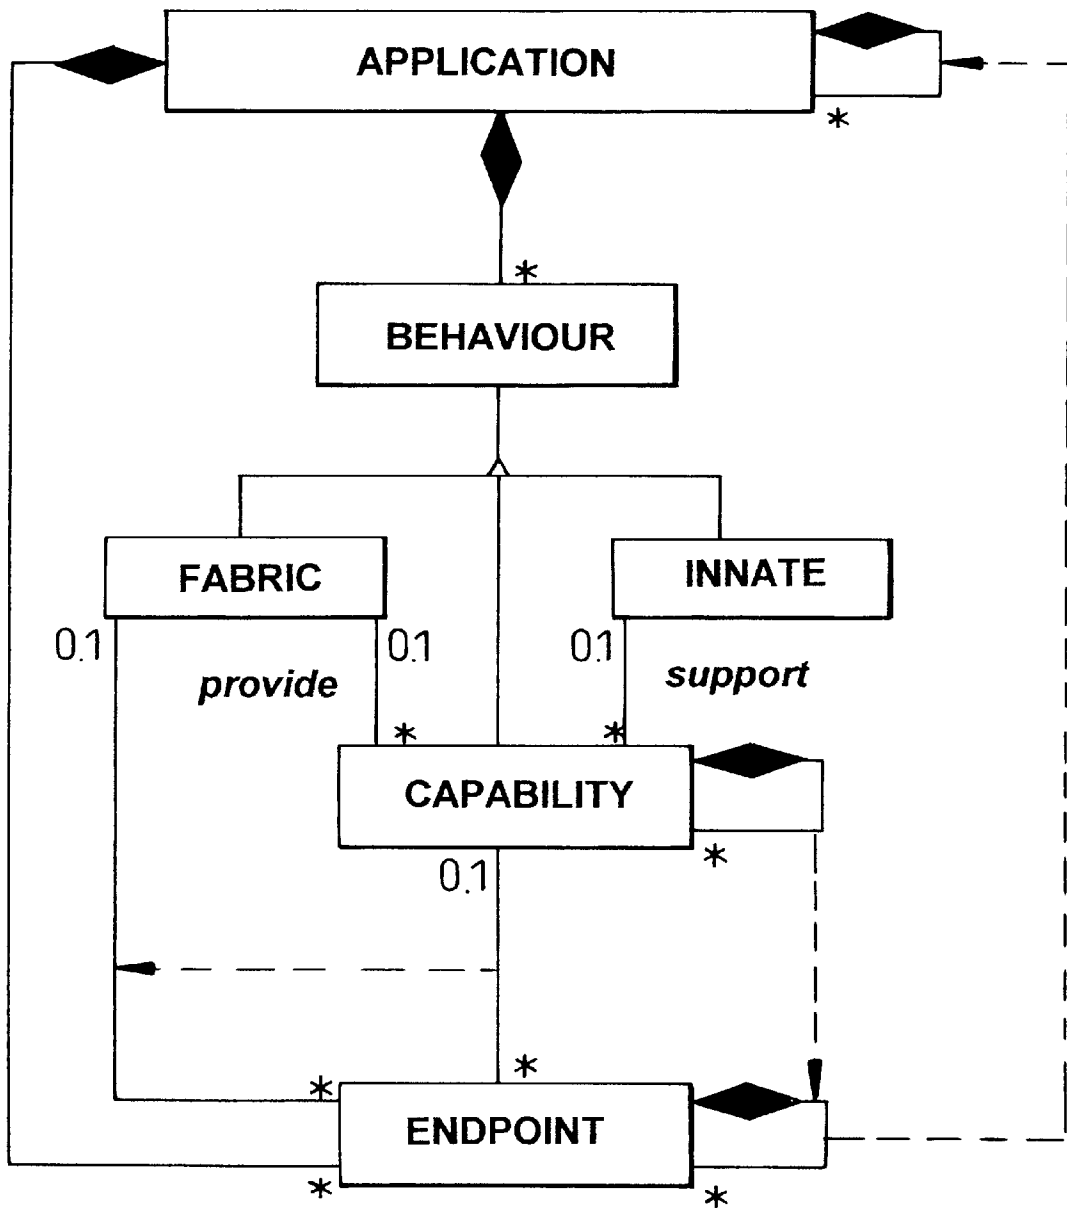 APPLICATION
*
*
BEHAVIOUR
FABRIC
INNATE
0.1
0.1
0.1
provide
support
*
*
CAPABILITY
0.1
*
*
*
ENDPOINT
*
*